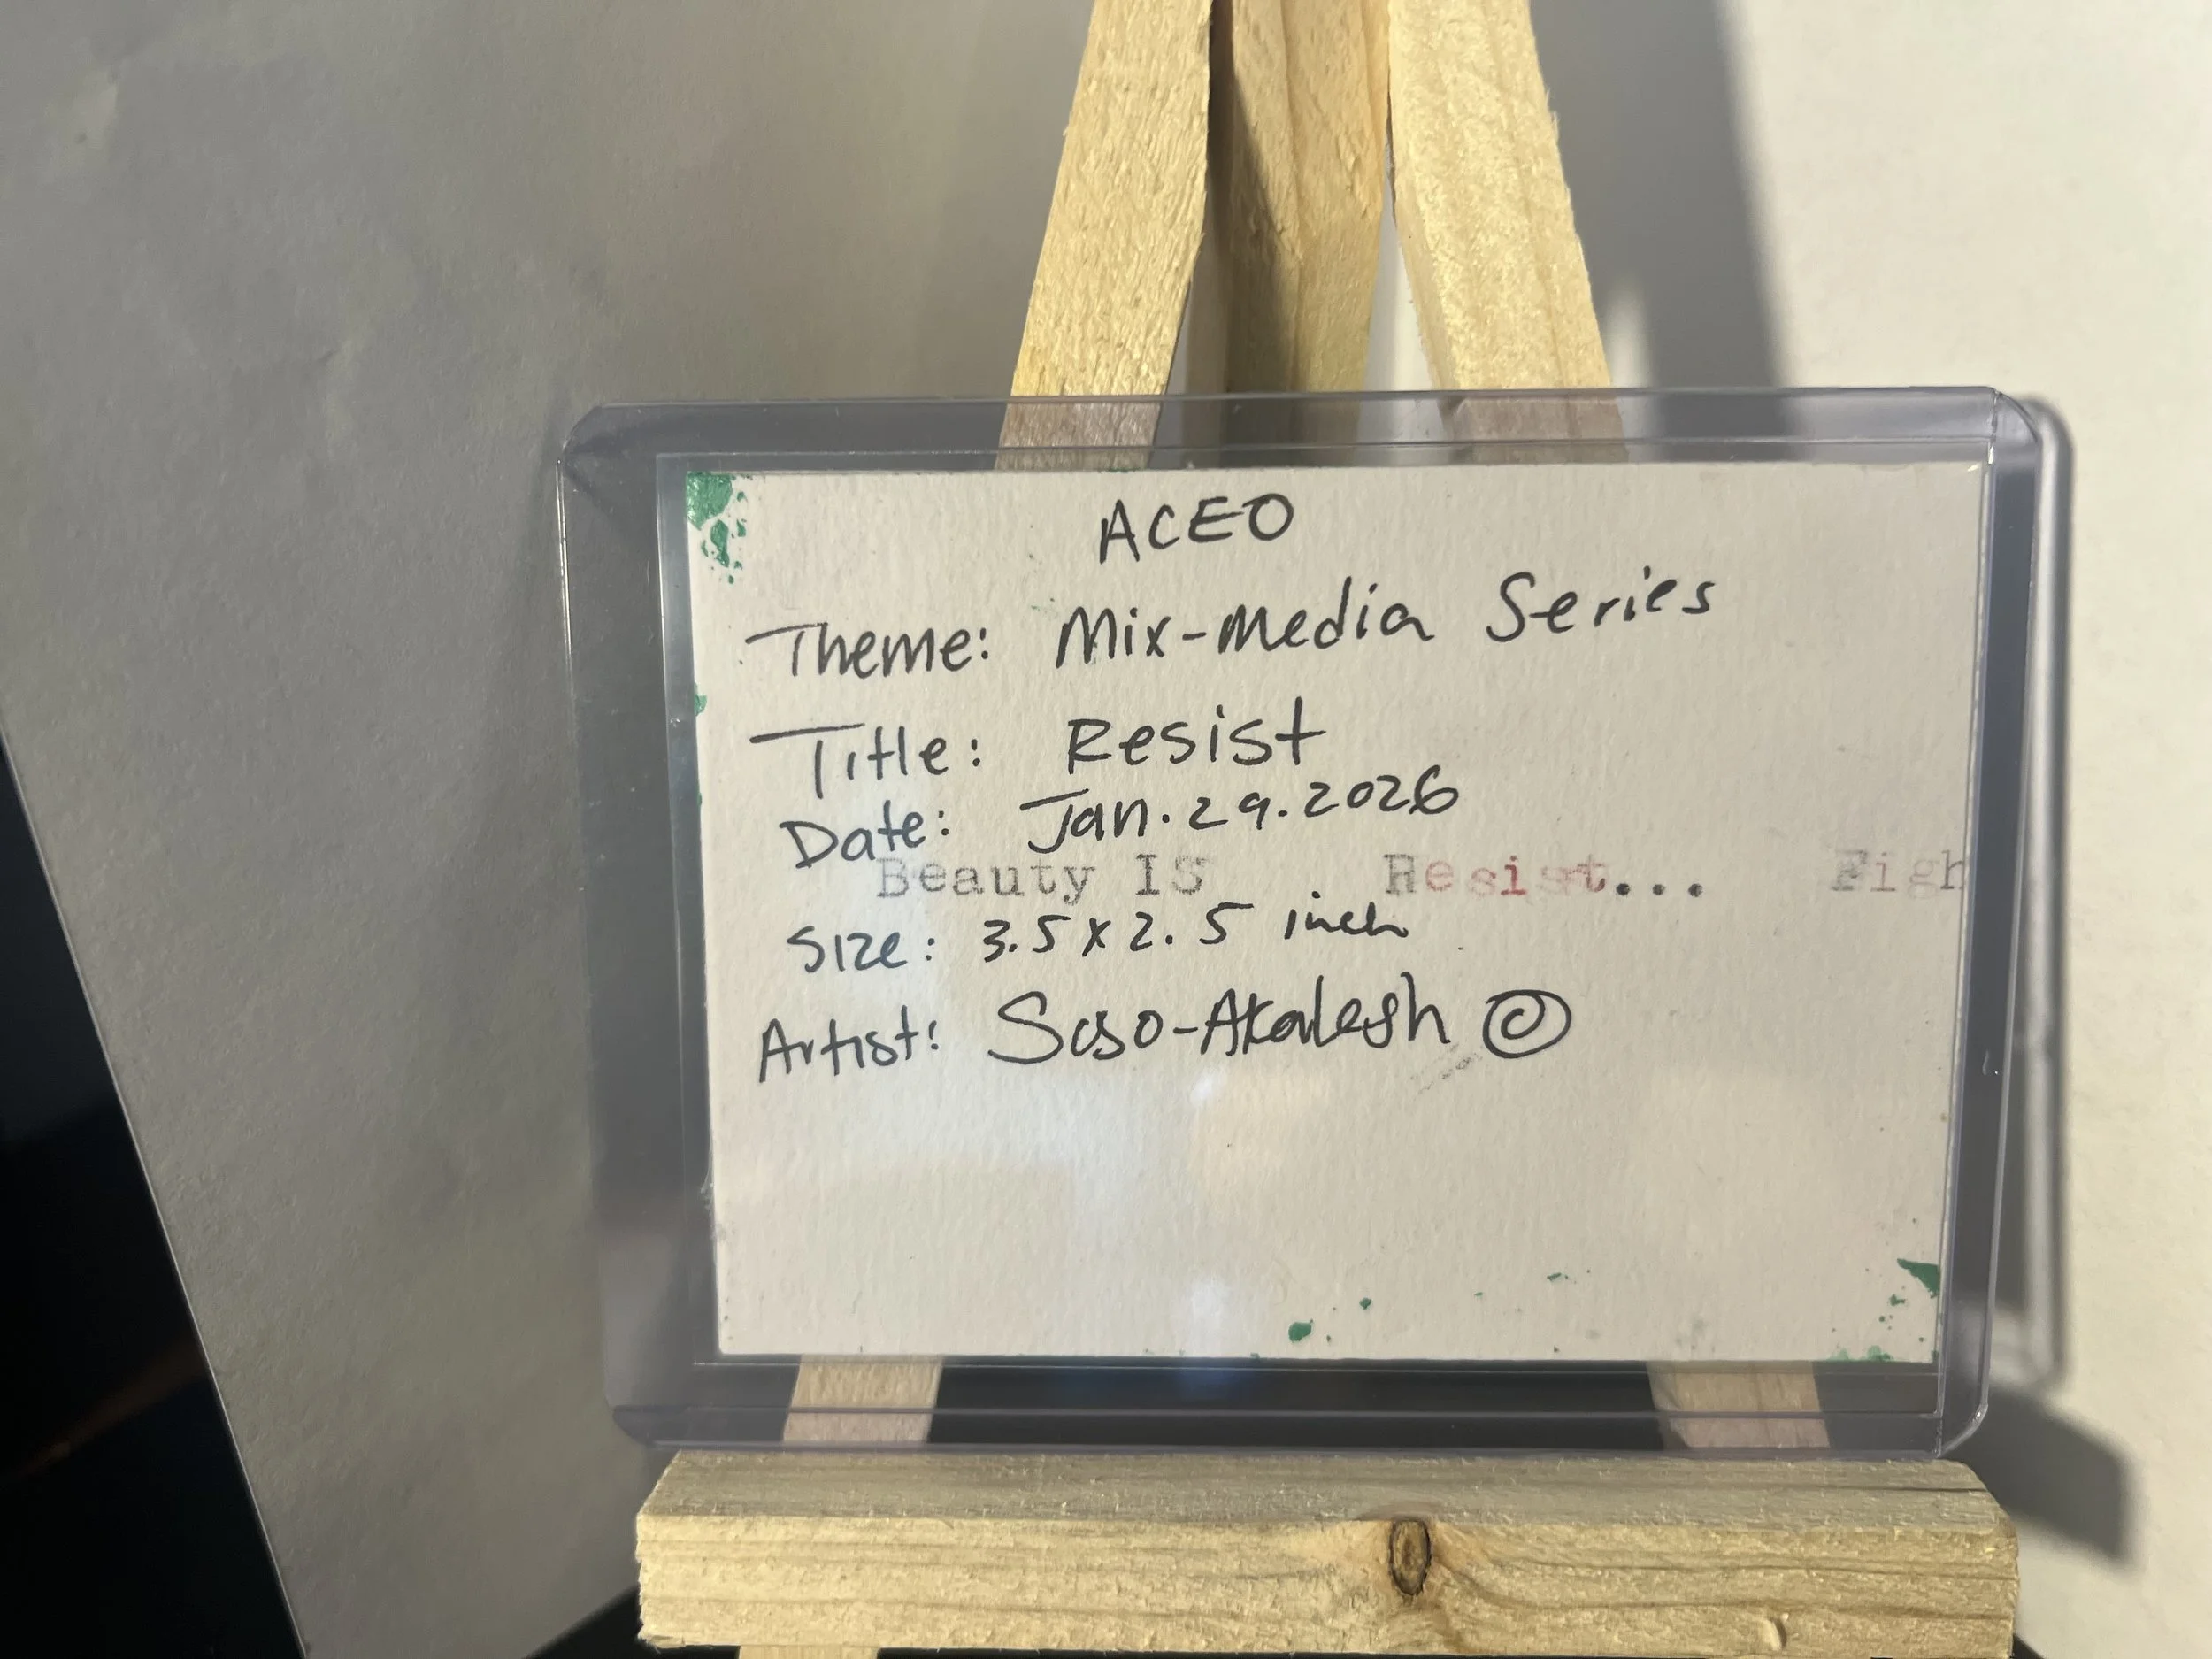 ACEO
Theme: Mix-Media Series
Title: Resist
Date: Jan.29.2026
Beauty IS Resist... Figh
Size: 3.5 x 2.5 inch
Artist: Soso-Akalesh ©